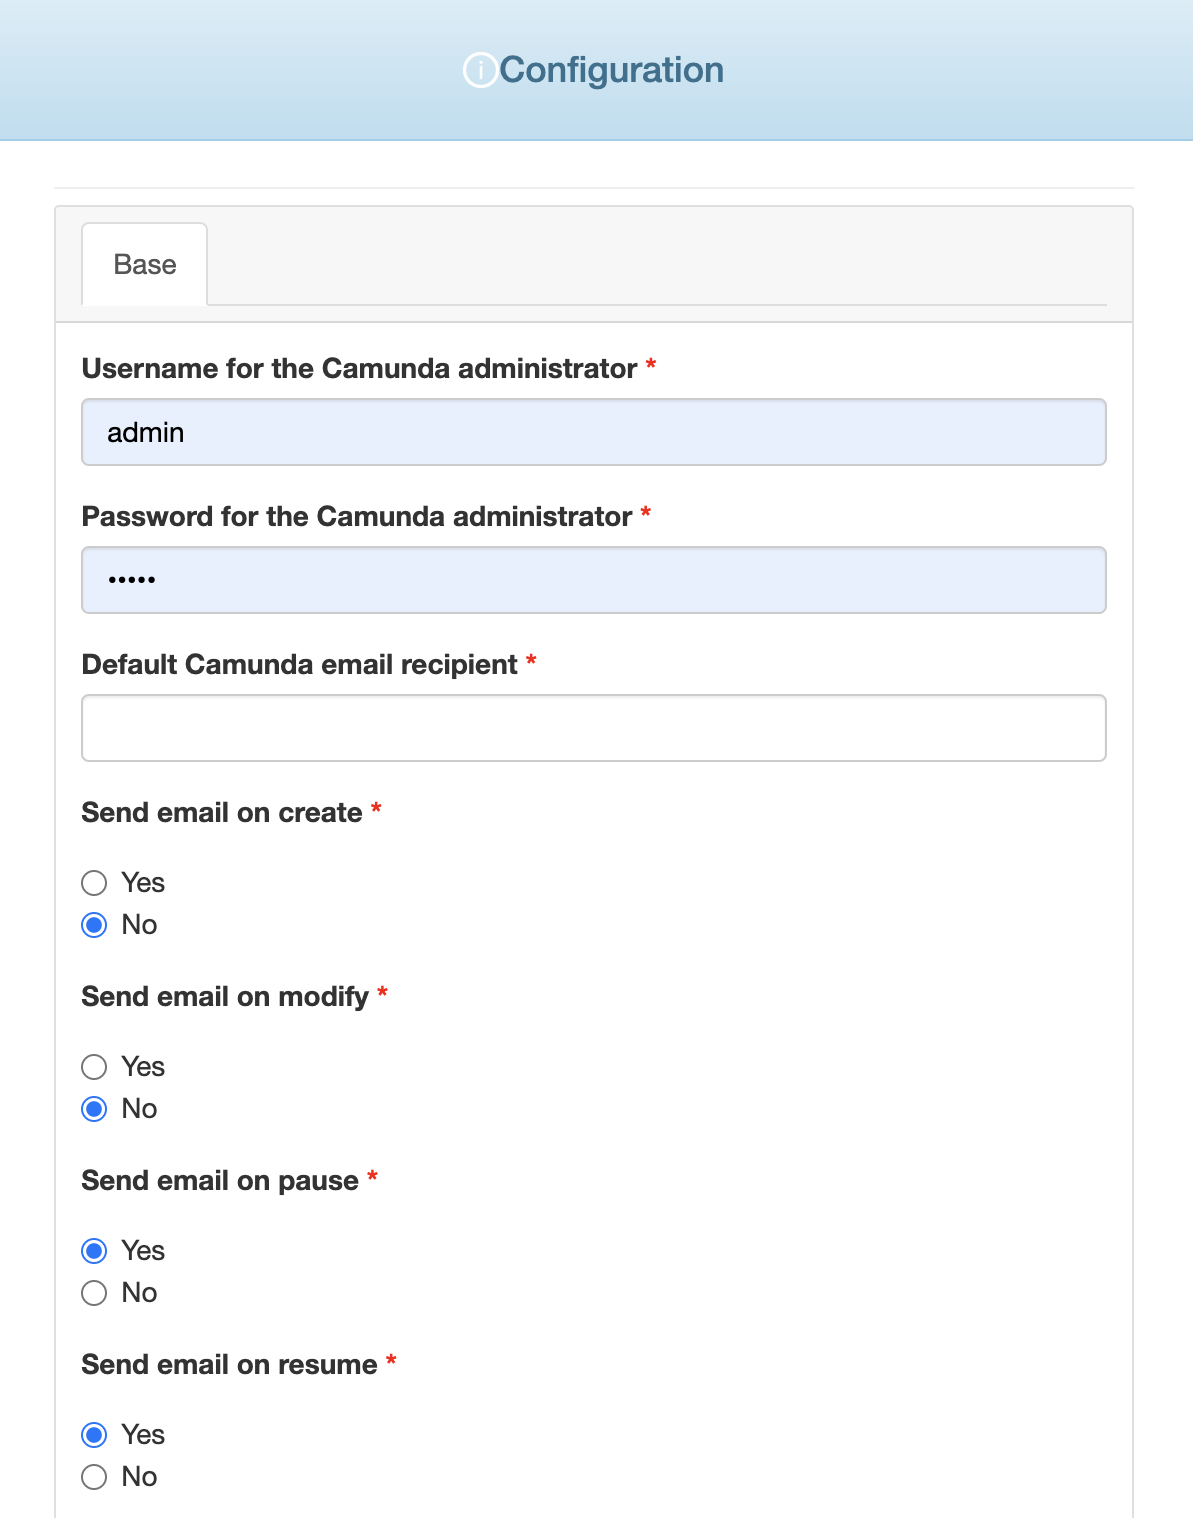 Configuration
Base
Username for the Camunda administrator *
admin
Password for the Camunda administrator *
•••••
Default Camunda email recipient *
Send email on create *
Yes
No
Send email on modify *
Yes
No
Send email on pause *
Yes
No
Send email on resume *
Yes
No